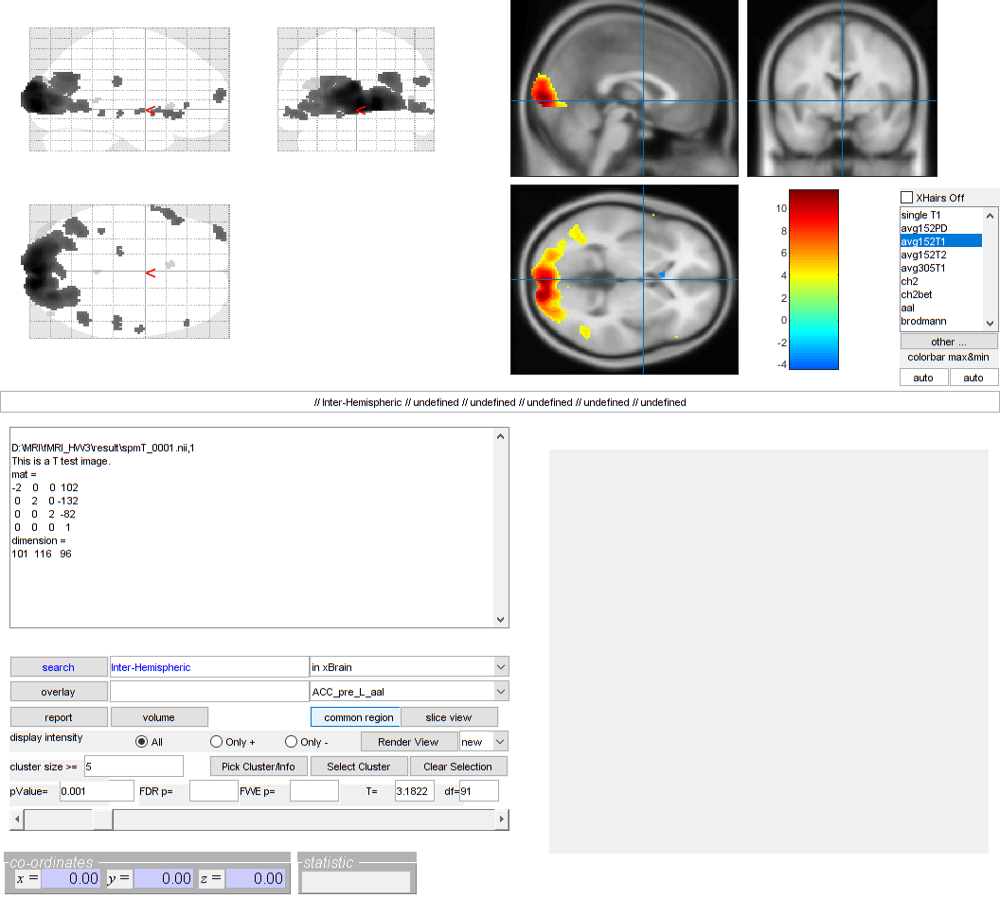 XHairs Off
single T1
avg152PD
avg152T1
avg152T2
avg305T1
ch2
ch2bet
aal
brodmann
other ...
colorbar max&min
auto auto
10
8
6
4
2
0
-2
-4
// Inter-Hemispheric // undefined // undefined // undefined // undefined // undefined
D:\MRI\fMRI_HW3\result\spmT_0001.nii,1
This is a T test image.
mat =
-2 0 0 102
0 2 0 -132
0 0 2 -82
0 0 0 1
dimension =
101 116 96
search Inter-Hemispheric in xBrain
overlay ACC_pre_L_aal
report volume common region slice view
display intensity All Only + Only - Render View new
cluster size >= 5 Pick Cluster/Info Select Cluster Clear Selection
pValue= 0.001 FDR p= FWE p= T= 3.1822 df= 91
co-ordinates statistic
x = 0.00 y = 0.00 z = 0.00